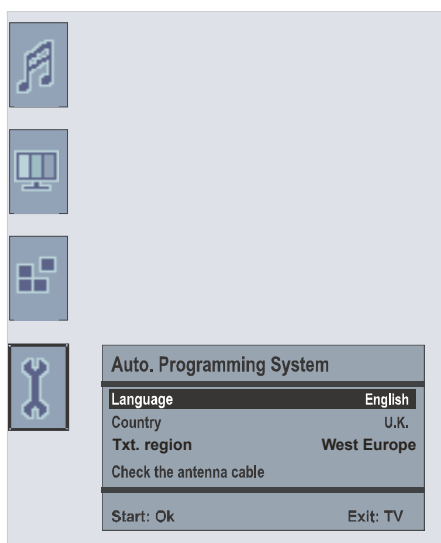 Auto. Programming System
Language English
Country U.K.
Txt. region West Europe
Check the antenna cable
Start: Ok Exit: TV